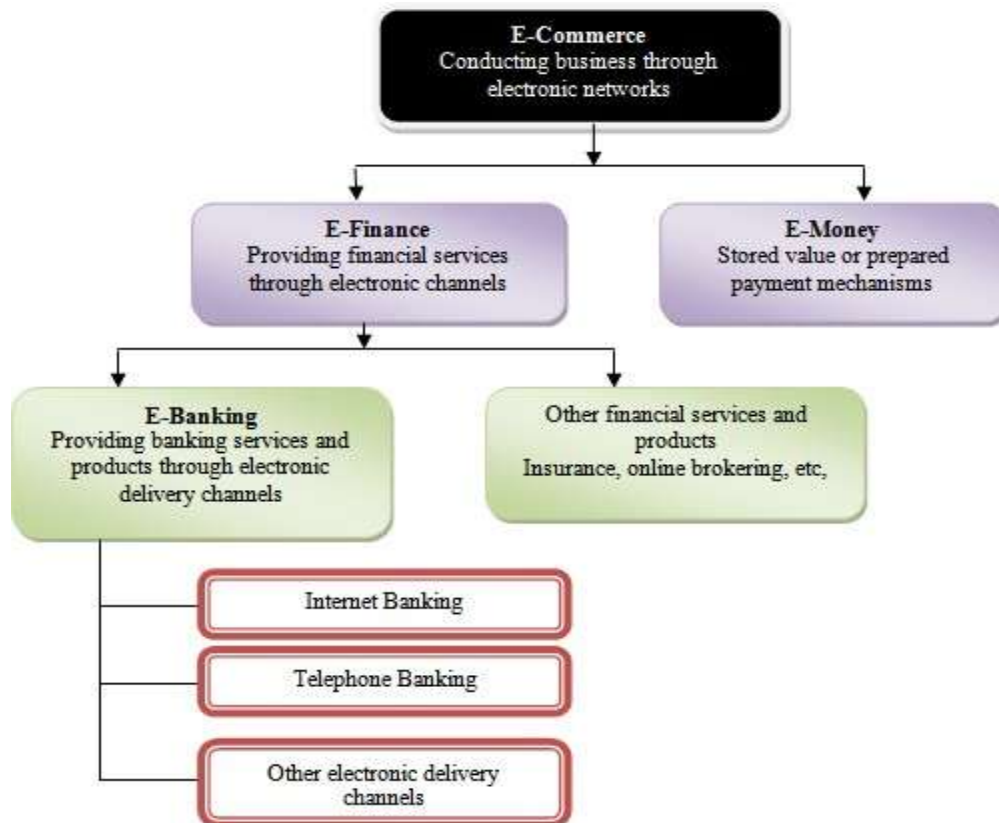 E-Commerce
Conducting business through
electronic networks
E-Finance
Providing financial services
through electronic channels
E-Money
Stored value or prepared
payment mechanisms
E-Banking
Providing banking services and
products through electronic
delivery channels
Other financial services and
products
Insurance, online brokering, etc,
Internet Banking
Telephone Banking
Other electronic delivery
channels